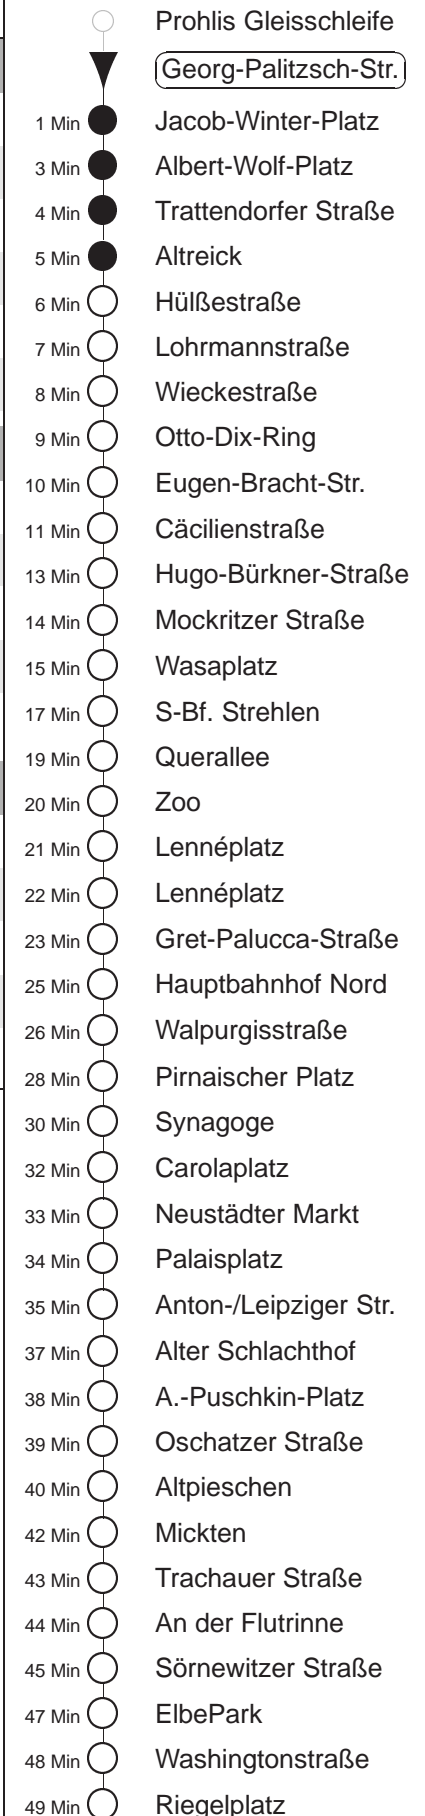 Prohlis Gleisschleife
Georg-Palitzsch-Str.
1 Min Jacob-Winter-Platz
3 Min Albert-Wolf-Platz
4 Min Trattendorfer Straße
5 Min Altreick
6 Min Hülßestraße
7 Min Lohrmannstraße
8 Min Wieckestraße
9 Min Otto-Dix-Ring
10 Min Eugen-Bracht-Str.
11 Min Cäcilienstraße
13 Min Hugo-Bürkner-Straße
14 Min Mockritzer Straße
15 Min Wasaplatz
17 Min S-Bf. Strehlen
19 Min Querallee
20 Min Zoo
21 Min Lennéplatz
22 Min Lennéplatz
23 Min Gret-Palucca-Straße
25 Min Hauptbahnhof Nord
26 Min Walpurgisstraße
28 Min Pirnaischer Platz
30 Min Synagoge
32 Min Carolaplatz
33 Min Neustädter Markt
34 Min Palaisplatz
35 Min Anton-/Leipziger Str.
37 Min Alter Schlachthof
38 Min A.-Puschkin-Platz
39 Min Oschatzer Straße
40 Min Altpieschen
42 Min Mickten
43 Min Trachauer Straße
44 Min An der Flutrinne
45 Min Sörnewitzer Straße
47 Min ElbePark
48 Min Washingtonstraße
49 Min Riegelplatz